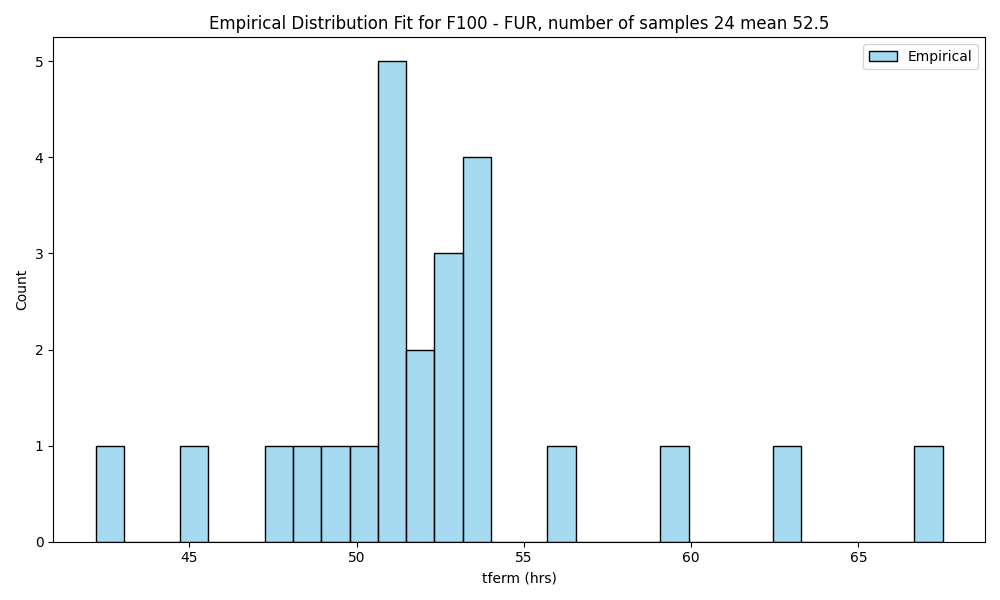 Empirical Distribution Fit for F100 - FUR, number of samples 24 mean 52.5
Empirical
5
4
3
2
1
0
Count
45 50 55 60 65
tferm (hrs)